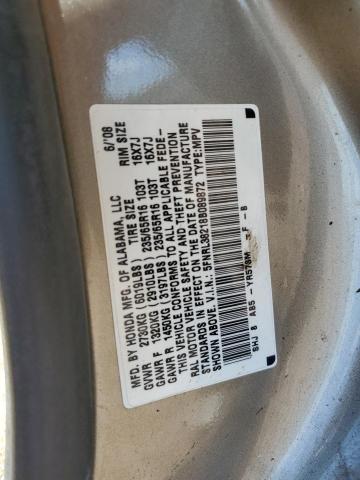 MFD. BY HONDA MFG. OF ALABAMA, LLC 6/08
GVWR 2730KG (6019LBS) TIRE SIZE RIM SIZE
GAWR F 1320KG (2910LBS) 235/65R16 103T 16X7J
GAWR R 1450KG (3197LBS) 235/65R16 103T 16X7J
THIS VEHICLE CONFORMS TO ALL APPLICABLE FEDE-
RAL MOTOR VEHICLE SAFETY AND THEFT PREVENTION
STANDARDS IN EFFECT ON THE DATE OF MANUFACTURE
SHOWN ABOVE. V.I.N.: 5FNRL38218B089872 TYPE:MPV
SHJ 8 A85 - YR578M F - B